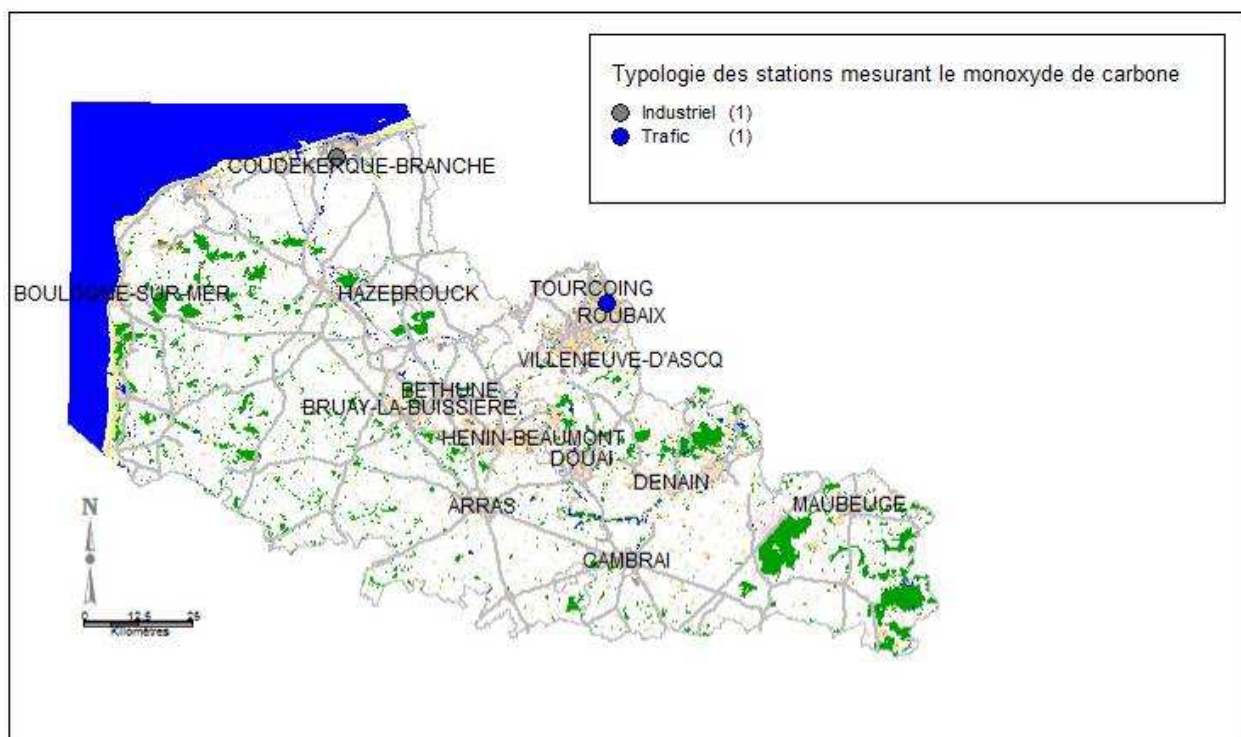 Typologie des stations mesurant le monoxyde de carbone
Industriel (1)
Trafic (1)
COUDEKERQUE-BRANCHE
BOULOGNE-SUR-MER
HAZEBROUCK
TOURCOING
ROUBAIX
VILLENEUVE-D'ASCQ
BETHUNE
BRUAY-LA-BUISSIERE
HENIN-BEAUMONT
DOUAI
DENAIN
ARRAS
MAUBEUGE
CAMBRAI
N
0 12,5 25
Kilomètres